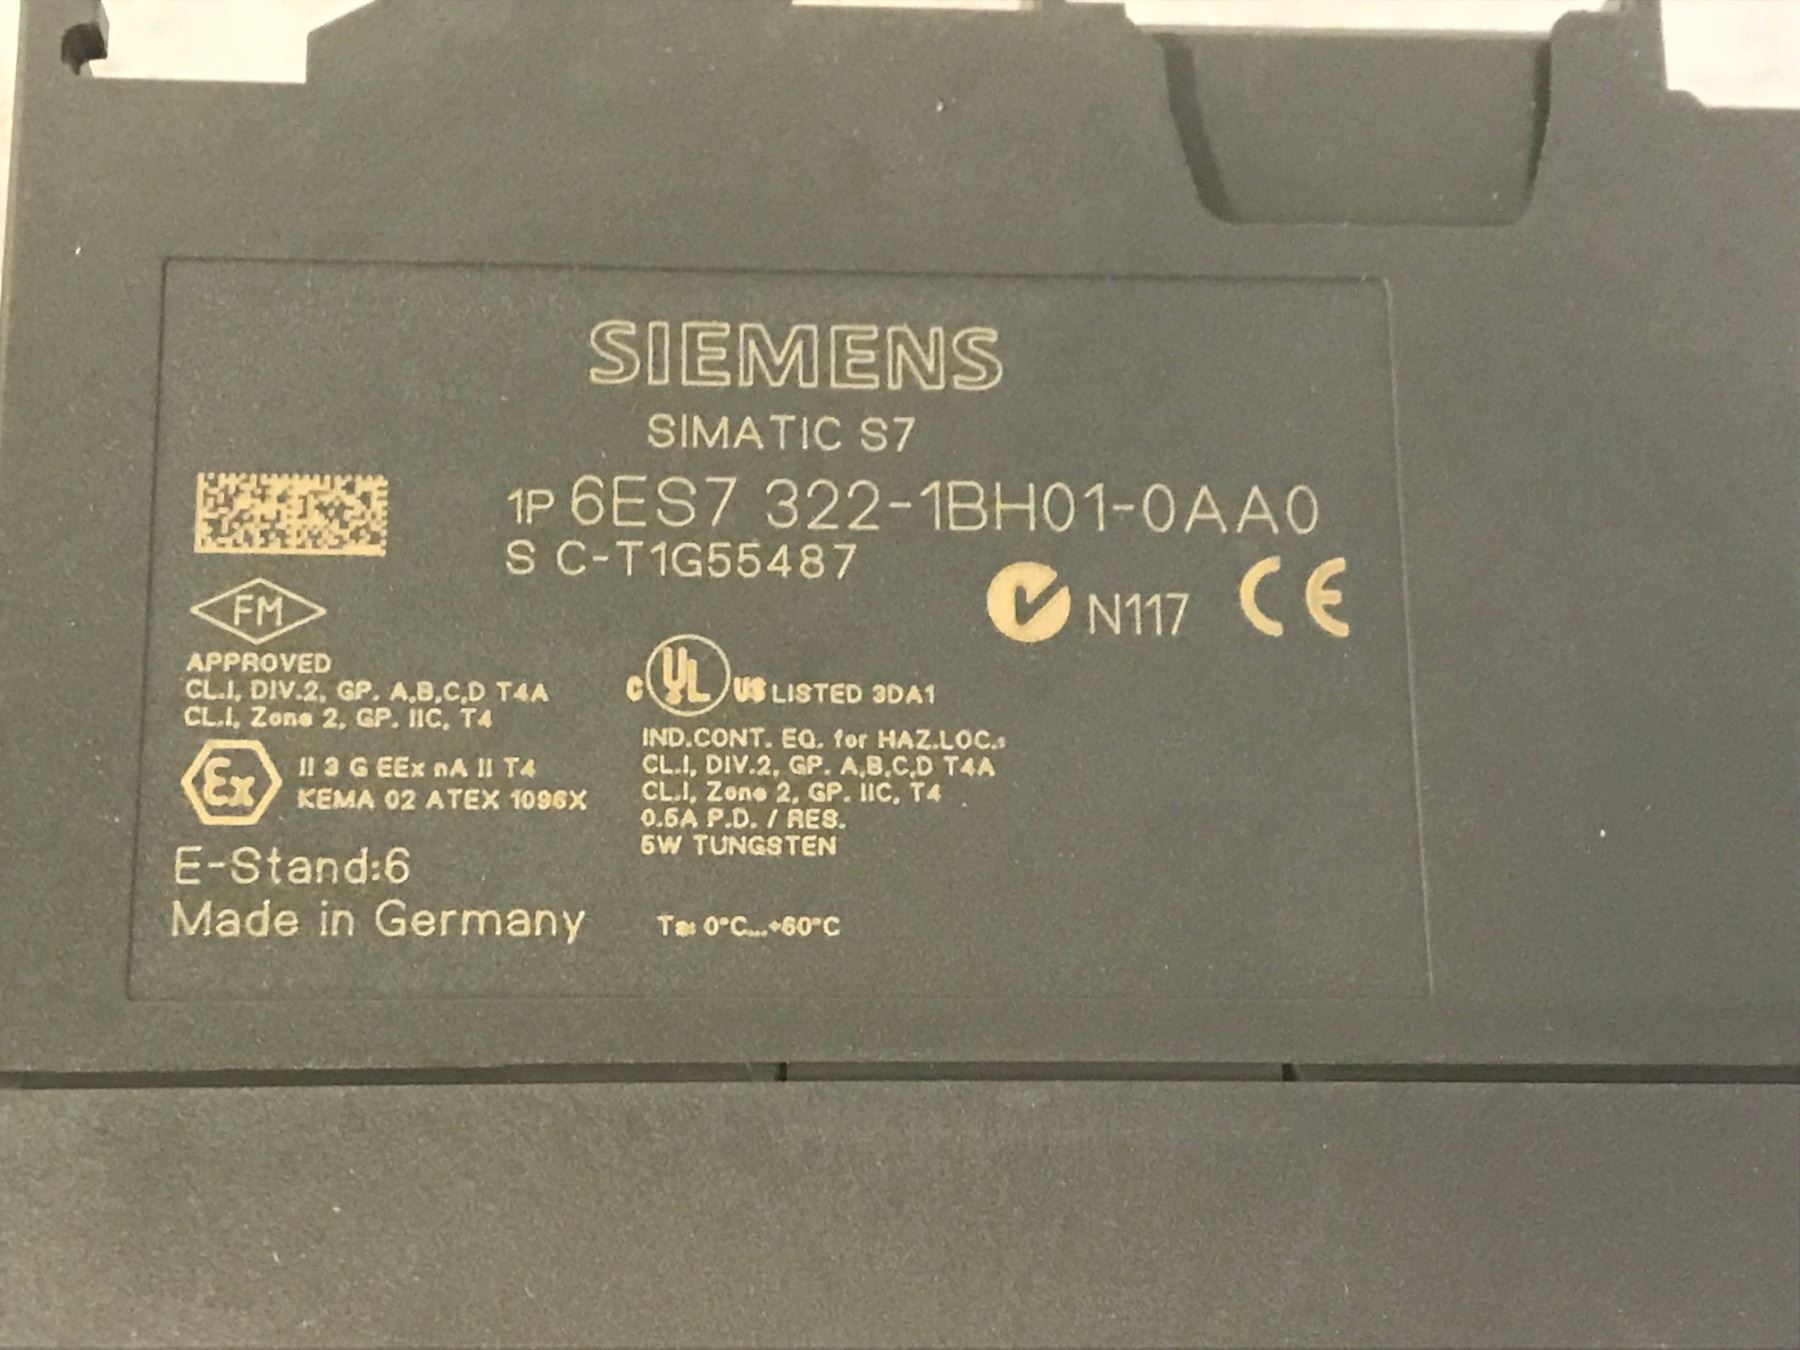 SIEMENS
SIMATIC S7
1P 6ES7 322-1BH01-0AA0
S C-T1G55487
N117 CE
FM
APPROVED
CL.I, DIV.2, GP. A,B,C,D T4A
CL.I, Zone 2, GP. IIC, T4
Ex
II 3 G EEx nA II T4
KEMA 02 ATEX 1096X
E-Stand:6
Made in Germany
C UL US LISTED 3DA1
IND.CONT. EQ. for HAZ.LOC.:
CL.I, DIV.2, GP. A,B,C,D T4A
CL.I, Zone 2, GP. IIC, T4
0.5A P.D. / RES.
5W TUNGSTEN
Ta: 0°C...+60°C